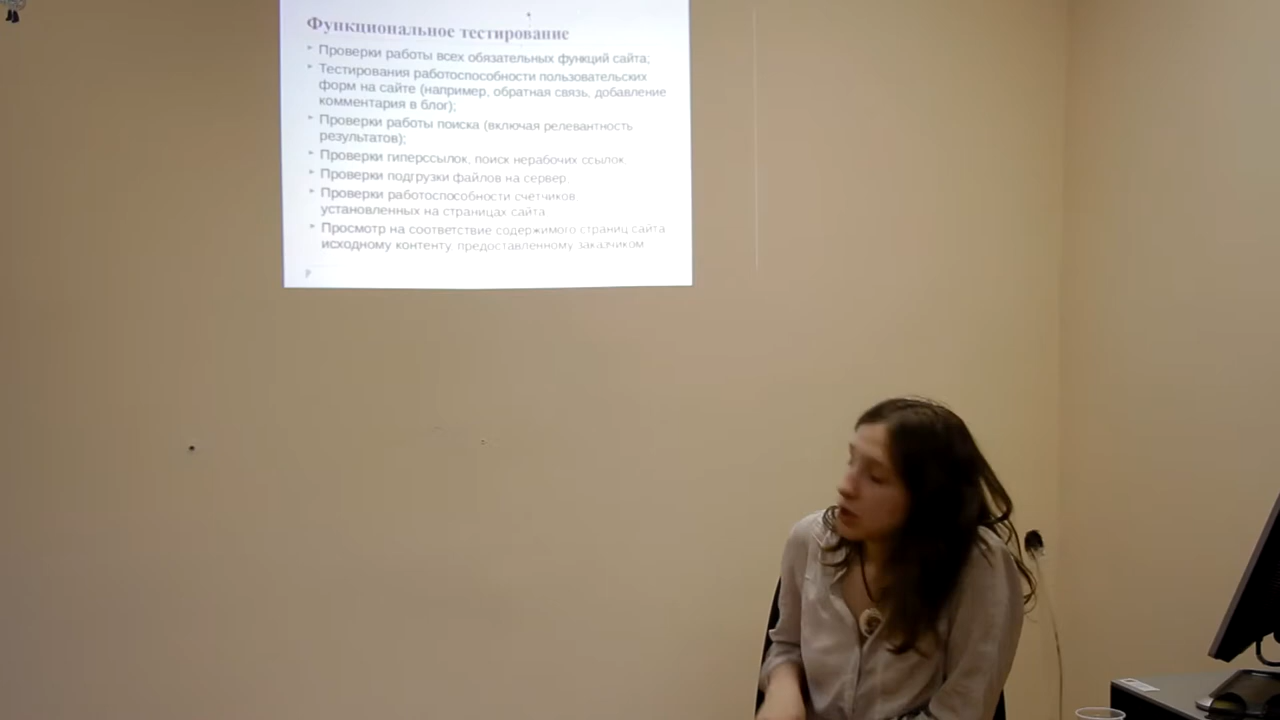 Функциональное тестирование
Проверки работы всех обязательных функций сайта;
Тестирования работоспособности пользовательских
форм на сайте (например, обратная связь, добавление
комментария в блог);
Проверки работы поиска (включая релевантность
результатов);
Проверки гиперссылок, поиск нерабочих ссылок;
Проверки подгрузки файлов на сервер;
Проверки работоспособности счетчиков,
установленных на страницах сайта
Просмотр на соответствие содержимого страниц сайта
исходному контенту предоставленному заказчиком